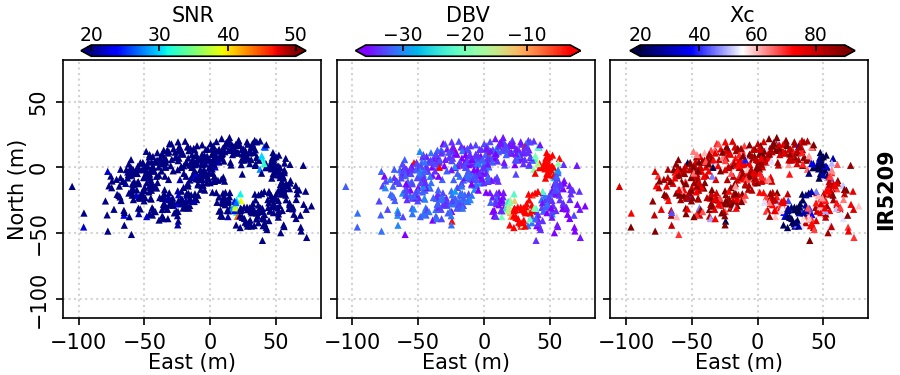 SNR DBV Xc
20 30 40 50 −30 −20 −10 20 40 60 80
North (m)
50
0
−50
−100
−100 −50 0 50 −100 −50 0 50 −100 −50 0 50
East (m) East (m) East (m)
IR5209